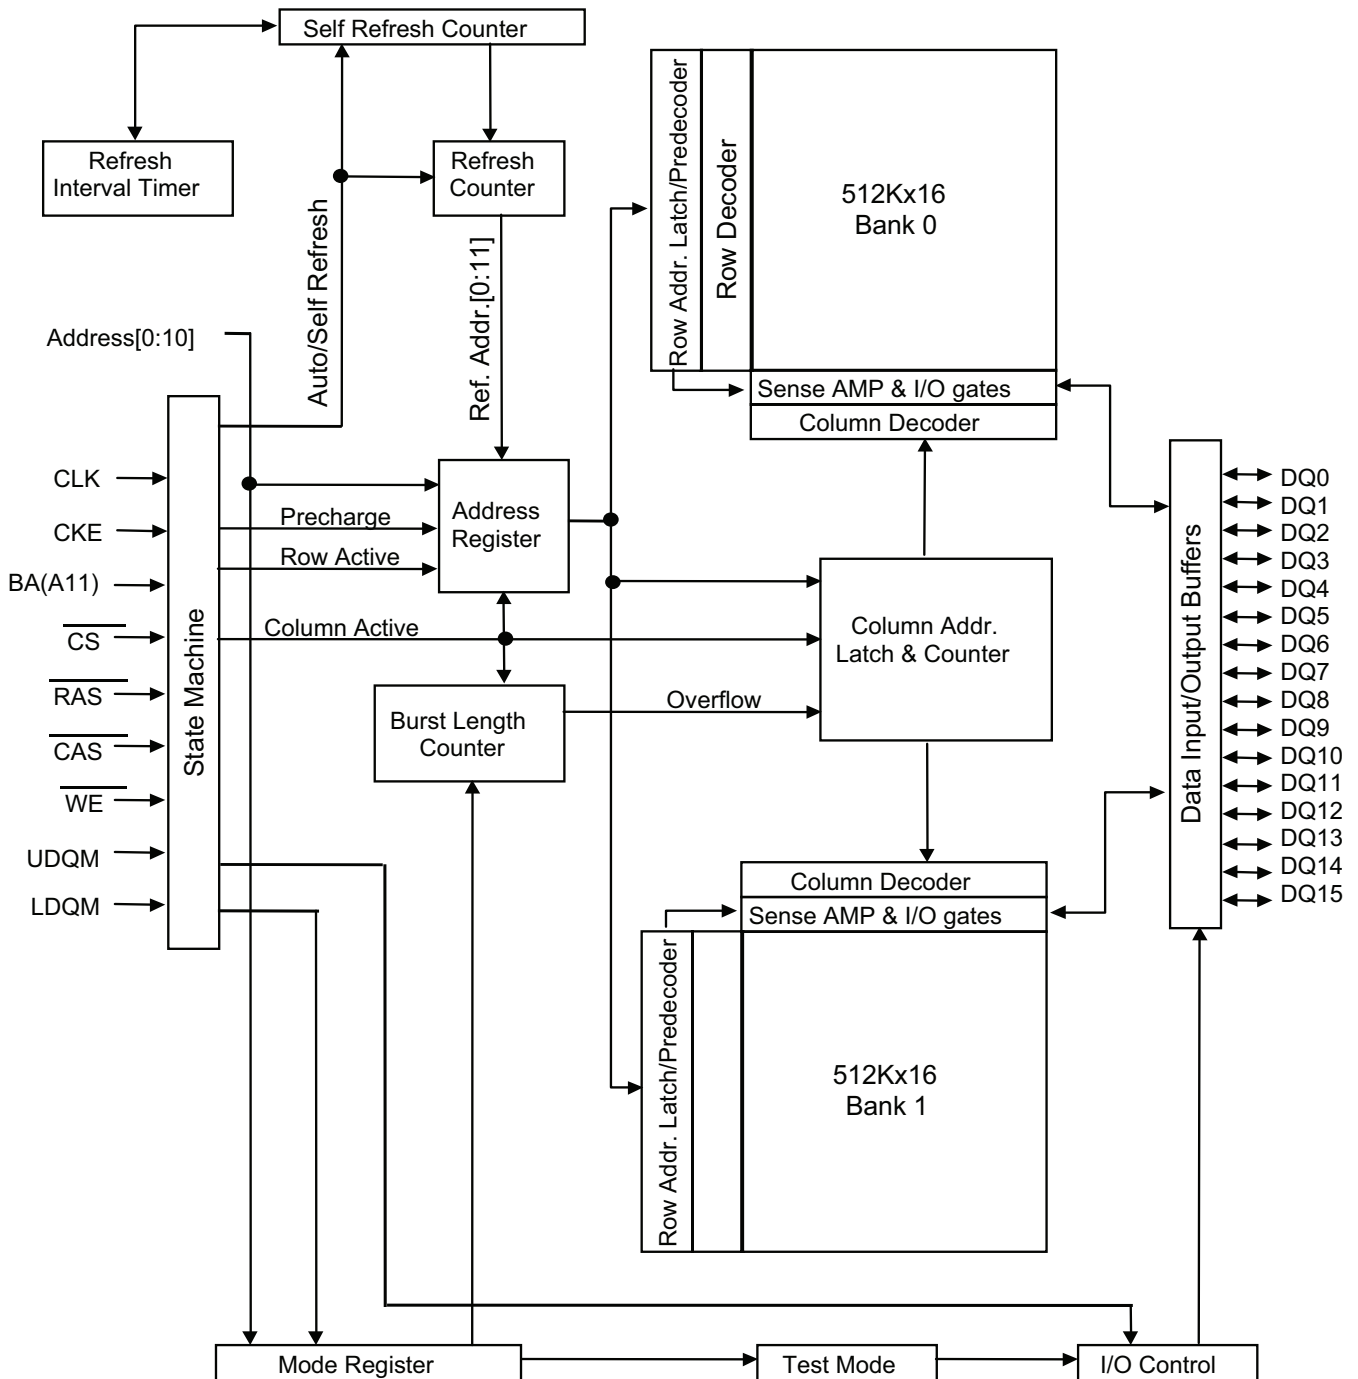 Self Refresh Counter
Refresh
Interval Timer
Refresh
Counter
Auto/Self Refresh
Ref. Addr.[0:11]
Row Addr. Latch/Predecoder
Row Decoder
512Kx16
Bank 0
Sense AMP & I/O gates
Column Decoder
Address[0:10]
CLK
CKE
BA(A11)
CS
RAS
CAS
WE
UDQM
LDQM
State Machine
Precharge
Row Active
Column Active
Address
Register
Burst Length
Counter
Overflow
Column Addr.
Latch & Counter
Data Input/Output Buffers
DQ0
DQ1
DQ2
DQ3
DQ4
DQ5
DQ6
DQ7
DQ8
DQ9
DQ10
DQ11
DQ12
DQ13
DQ14
DQ15
Column Decoder
Sense AMP & I/O gates
Row Addr. Latch/Predecoder
512Kx16
Bank 1
Mode Register
Test Mode
I/O Control